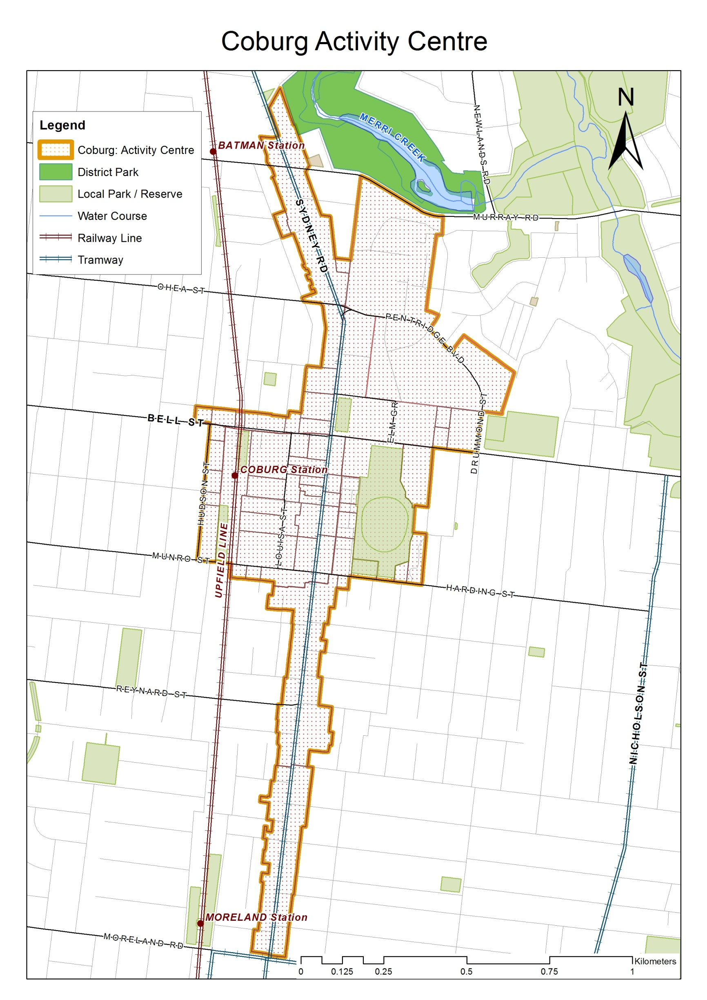 Coburg Activity Centre
N
Legend
Coburg: Activity Centre
District Park
Local Park / Reserve
Water Course
Railway Line
Tramway
MERRI CREEK
NEWLANDS RD
BATMAN Station
SYDNEY RD
MURRAY RD
OHEA ST
PENTRIDGE BVD
BELL ST
ELM GR
DRUMMOND ST
COBURG Station
HUDSON ST
LOUISA ST
UPFIELD LINE
MUNRO ST
HARDING ST
REYNARD ST
NICHOLSON ST
MORELAND Station
MORELAND RD
Kilometers
0 0.125 0.25 0.5 0.75 1